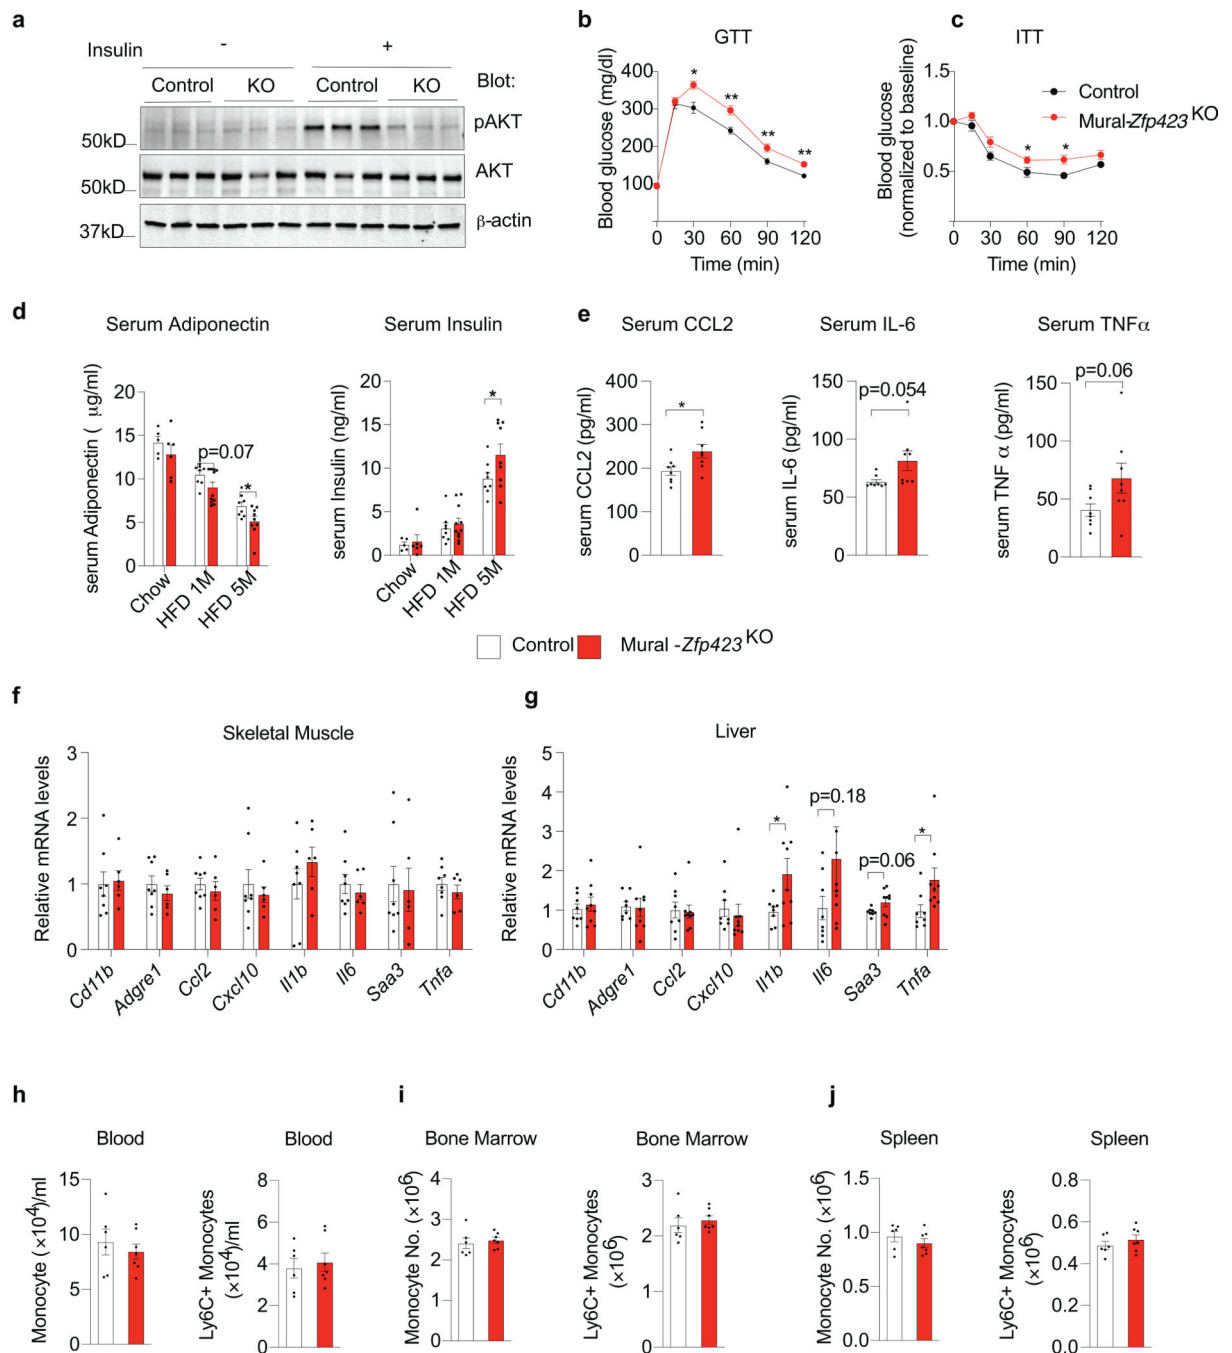 a
Insulin - +
Control KO Control KO Blot:
pAKT
50kD
AKT
50kD
β-actin
37kD
b
GTT
Blood glucose (mg/dl)
400
300
200
100
* ** ** **
0 30 60 90 120
Time (min)
c
ITT
Blood glucose
(normalized to baseline)
1.5
1.0
0.5
* *
Control
Mural-Zfp423 KO
0 30 60 90 120
Time (min)
d
Serum Adiponectin
serum Adiponectin ( μg/ml)
20
15
10
5
0
p=0.07
*
Chow
HFD 1M
HFD 5M
Serum Insulin
serum Insulin (ng/ml)
20
15
10
5
0
*
Chow
HFD 1M
HFD 5M
e
Serum CCL2
serum CCL2 (pg/ml)
400
300
200
100
0
*
Serum IL-6
serum IL-6 (pg/ml)
150
100
50
0
p=0.054
Serum TNFα
serum TNF α (pg/ml)
150
100
50
0
p=0.06
Control Mural -Zfp423 KO
f
Skeletal Muscle
Relative mRNA levels
3
2
1
0
Cd11b
Adgre1
Ccl2
Cxcl10
Il1b
Il6
Saa3
Tnfa
g
Liver
Relative mRNA levels
5
4
3
2
1
0
*
p=0.18
p=0.06
*
Cd11b
Adgre1
Ccl2
Cxcl10
Il1b
Il6
Saa3
Tnfa
h
Blood
Monocyte (×10⁴)/ml
15
10
5
0
Blood
Ly6C+ Monocytes
(×10⁴)/ml
8
6
4
2
0
i
Bone Marrow
Monocyte No. (×10⁶)
4
3
2
1
0
Bone Marrow
Ly6C+ Monocytes
(×10⁶)
3
2
1
0
j
Spleen
Monocyte No. (×10⁶)
1.5
1.0
0.5
0.0
Spleen
Ly6C+ Monocytes
(×10⁶)
0.8
0.6
0.4
0.2
0